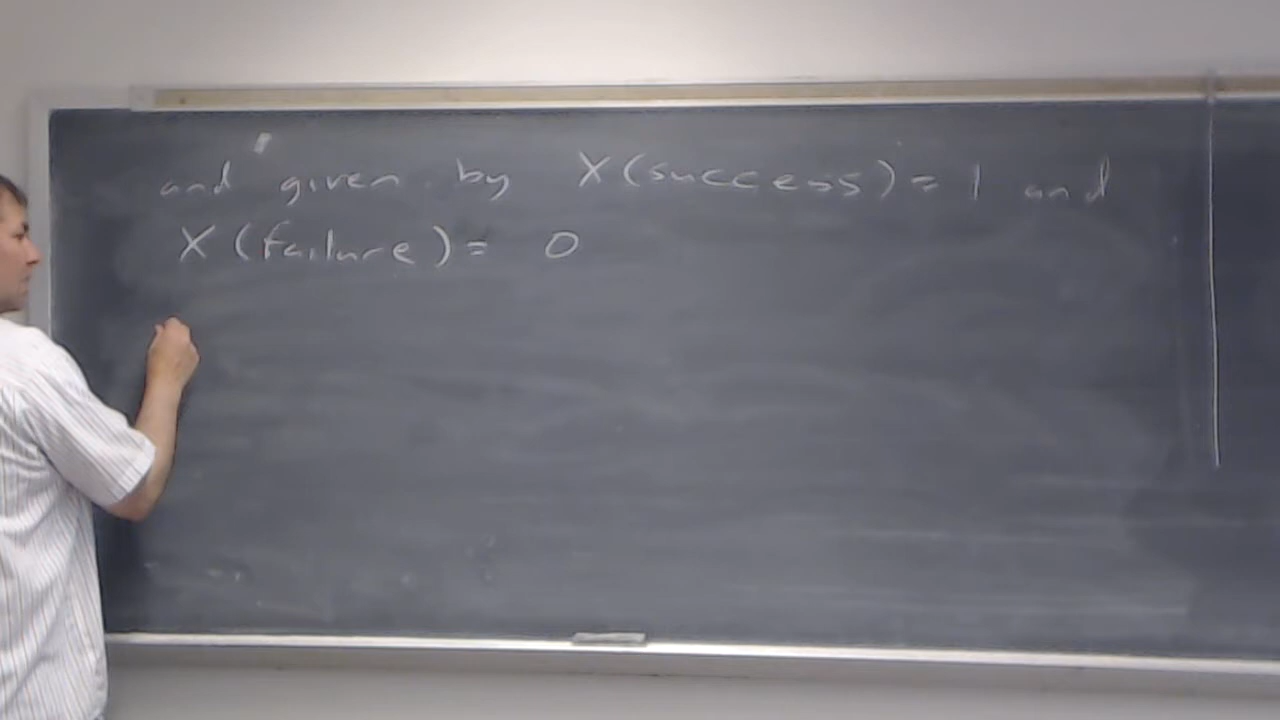 and given by X(success) = 1 and
X(failure) = 0